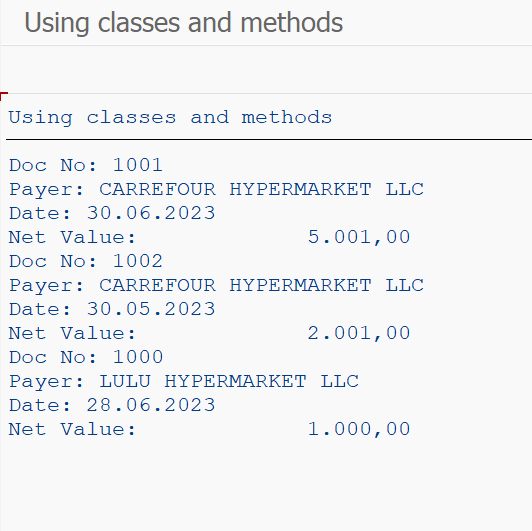 Using classes and methods
Using classes and methods
Doc No: 1001
Payer: CARREFOUR HYPERMARKET LLC
Date: 30.06.2023
Net Value: 5.001,00
Doc No: 1002
Payer: CARREFOUR HYPERMARKET LLC
Date: 30.05.2023
Net Value: 2.001,00
Doc No: 1000
Payer: LULU HYPERMARKET LLC
Date: 28.06.2023
Net Value: 1.000,00